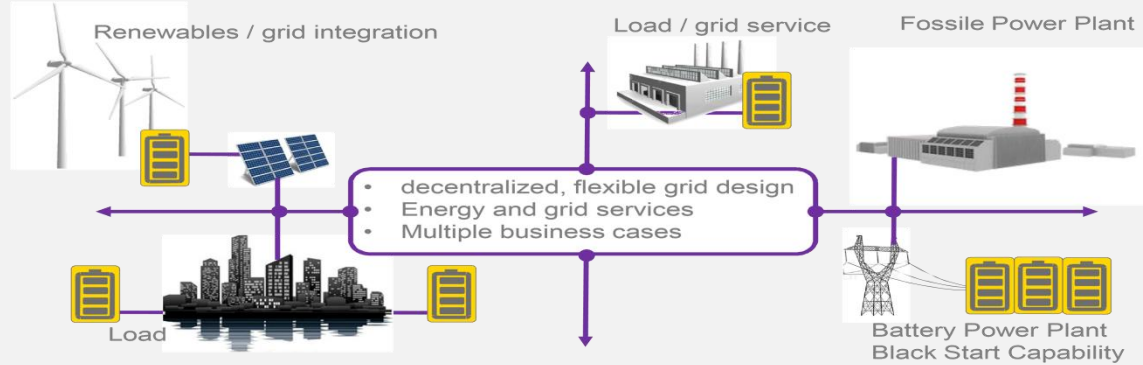 Renewables / grid integration
Load / grid service
Fossile Power Plant
• decentralized, flexible grid design
• Energy and grid services
• Multiple business cases
Load
Battery Power Plant
Black Start Capability